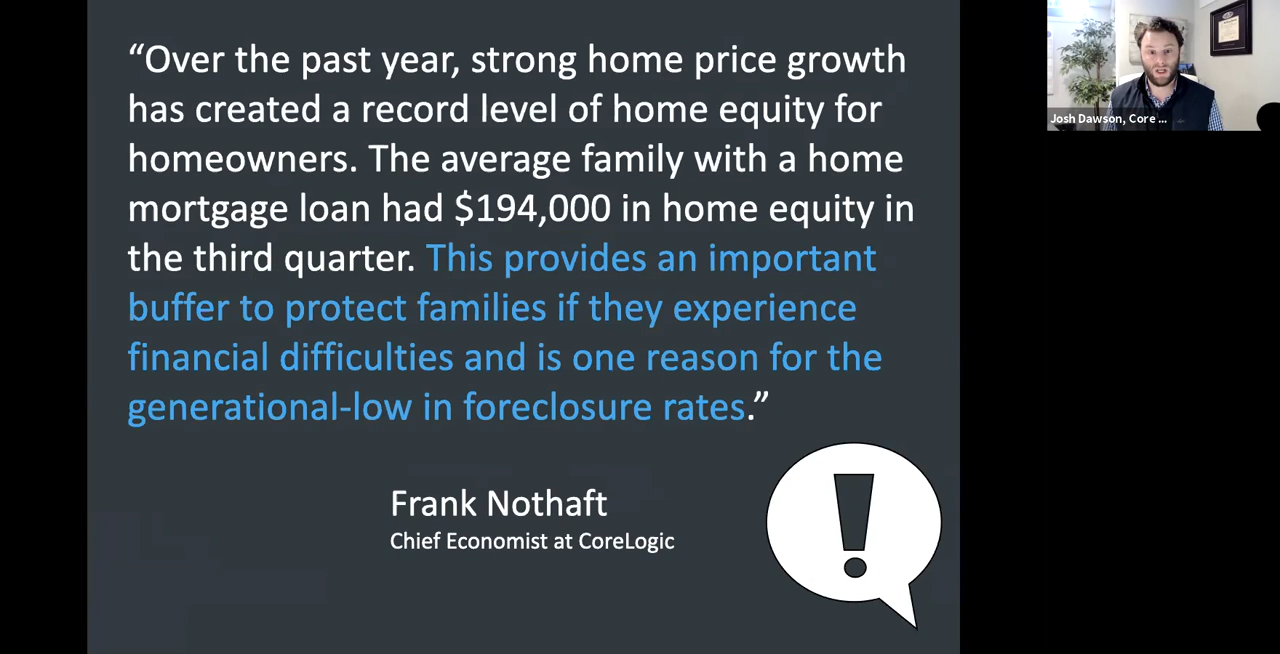 “Over the past year, strong home price growth
has created a record level of home equity for
homeowners. The average family with a home
mortgage loan had $194,000 in home equity in
the third quarter. This provides an important
buffer to protect families if they experience
financial difficulties and is one reason for the
generational-low in foreclosure rates.”
Frank Nothaft
Chief Economist at CoreLogic
!
Josh Dawson, Core ...